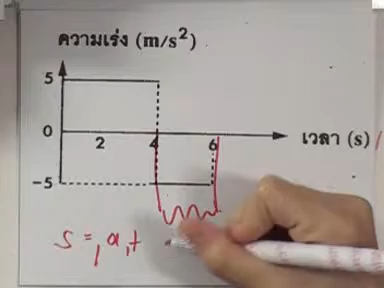 ความเร่ง (m/s²)
5
0 2 4 6 เวลา (s)
-5
s = , a, t